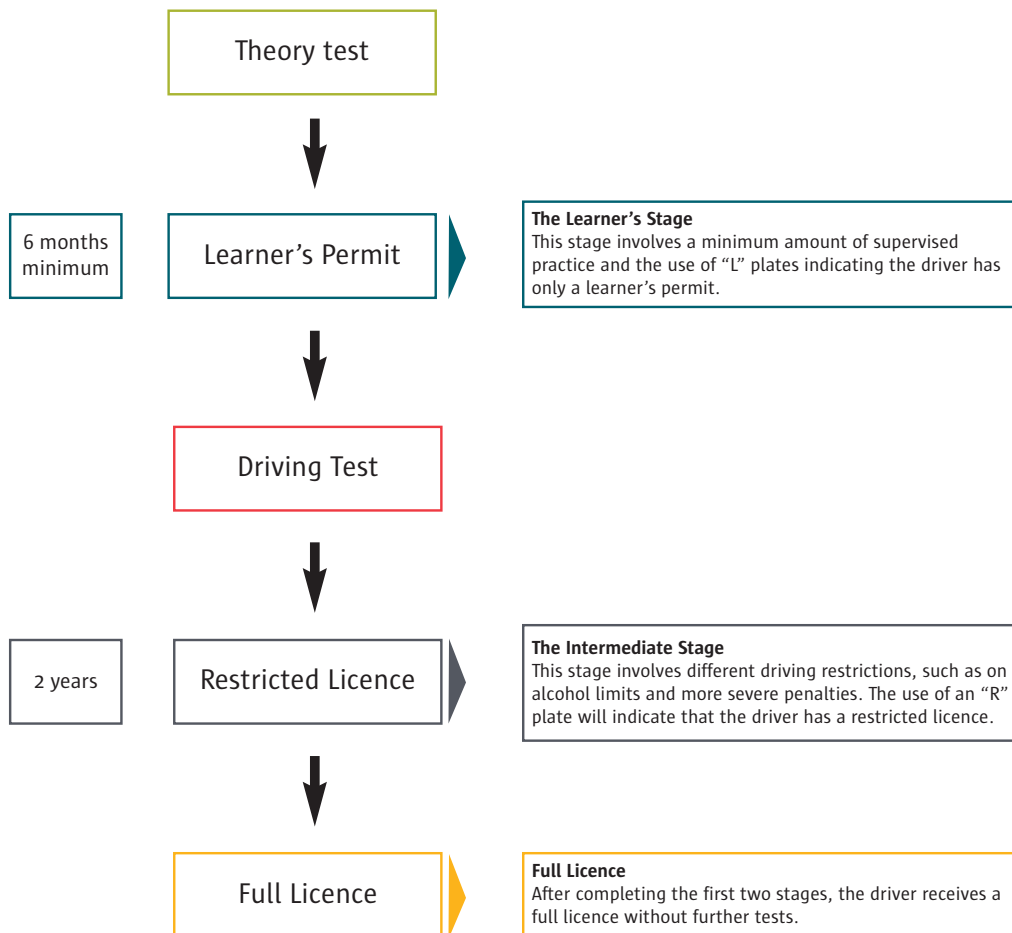 Theory test
6 months
minimum
Learner’s Permit
The Learner’s Stage
This stage involves a minimum amount of supervised
practice and the use of “L” plates indicating the driver has
only a learner’s permit.
Driving Test
2 years
Restricted Licence
The Intermediate Stage
This stage involves different driving restrictions, such as on
alcohol limits and more severe penalties. The use of an “R”
plate will indicate that the driver has a restricted licence.
Full Licence
Full Licence
After completing the first two stages, the driver receives a
full licence without further tests.